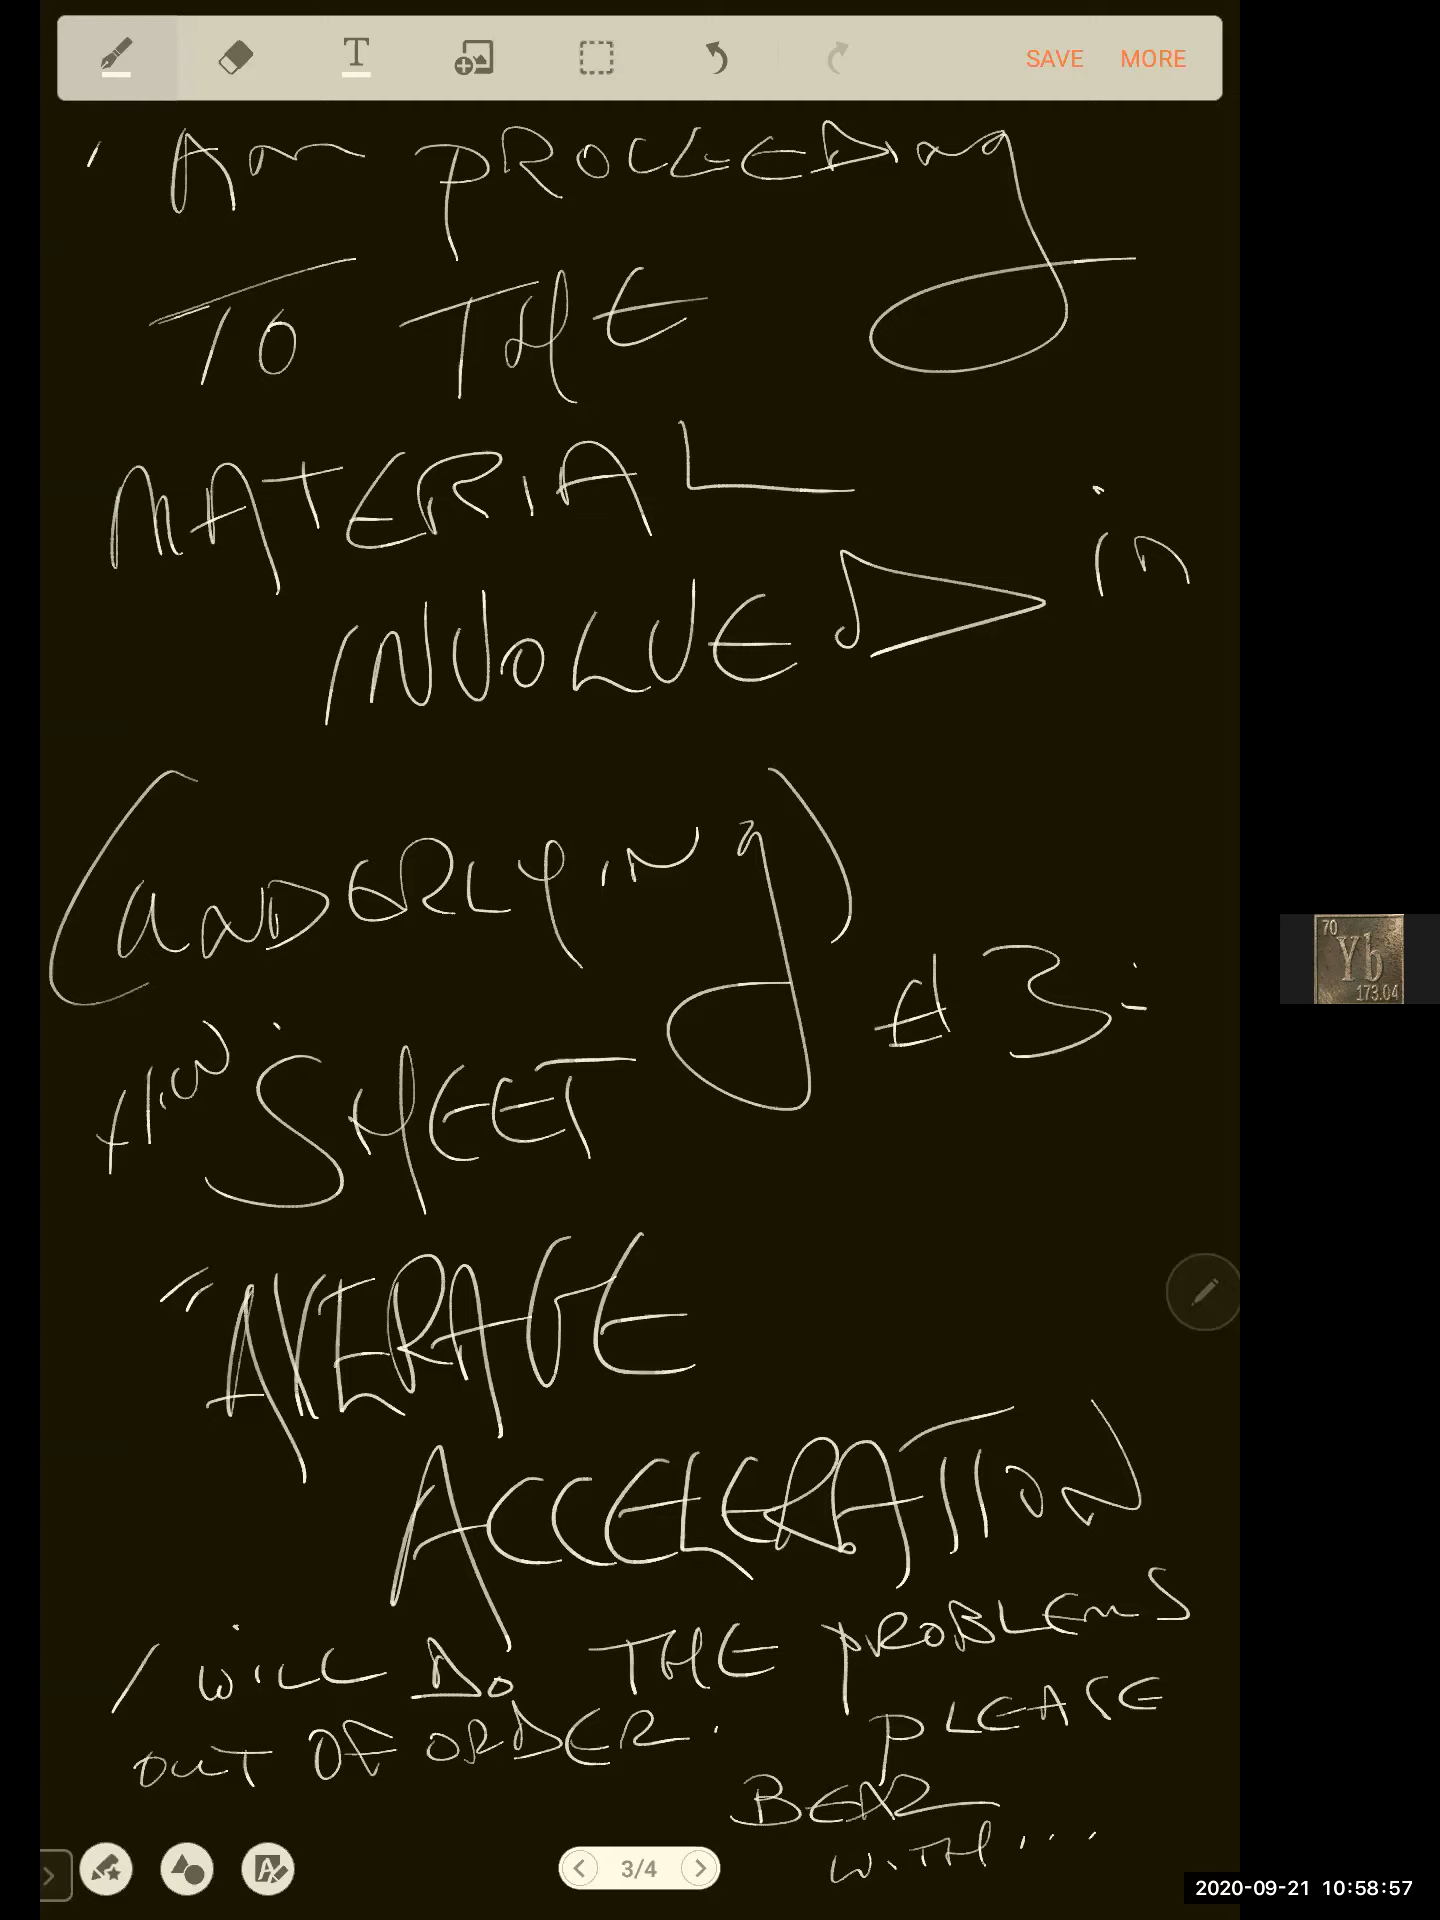 SAVE MORE
I Am PROCEEDing
TO THE
MATERIAL
INVOLVED in
(UNDERLYING) # 3:
SHEET
"AVERAGE
ACCELERATION
I WILL DO THE PROBLEMS
OUT OF ORDER. PLEASE
BEAR
WITH...
3/4
70
Yb
173.04
2020-09-21 10:58:57